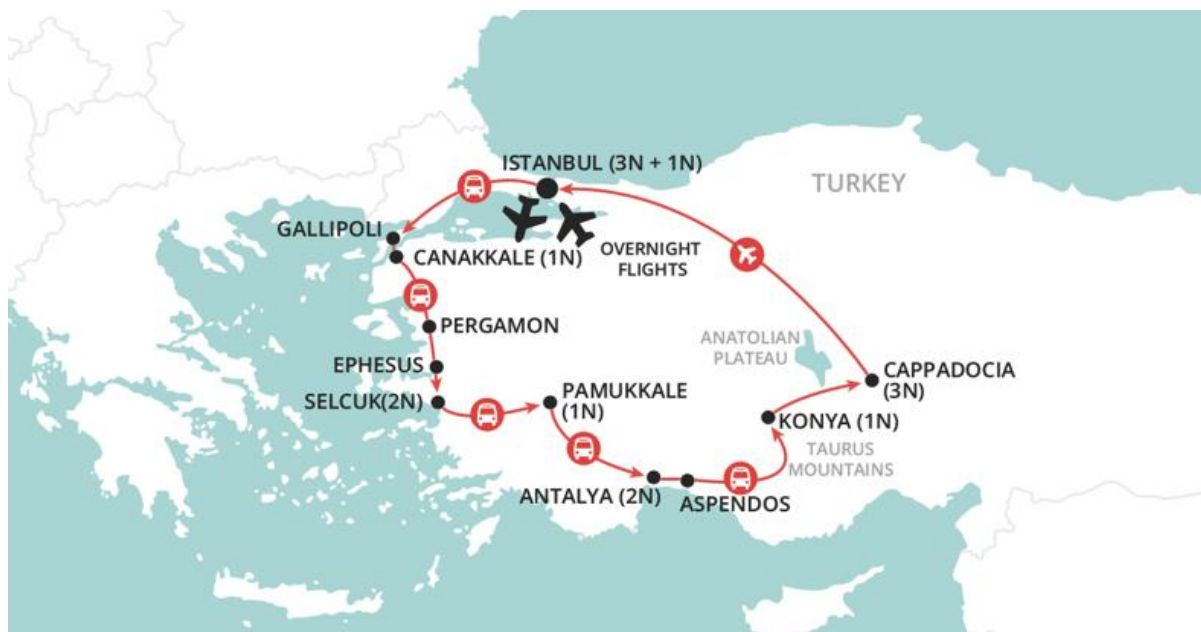 ISTANBUL (3N + 1N)
TURKEY
GALLIPOLI
CANAKKALE (1N)
OVERNIGHT
FLIGHTS
PERGAMON
ANATOLIAN
PLATEAU
EPHESUS
CAPPADOCIA
(3N)
SELCUK(2N)
PAMUKKALE
(1N)
KONYA (1N)
TAURUS
MOUNTAINS
ANTALYA (2N)
ASPENDOS